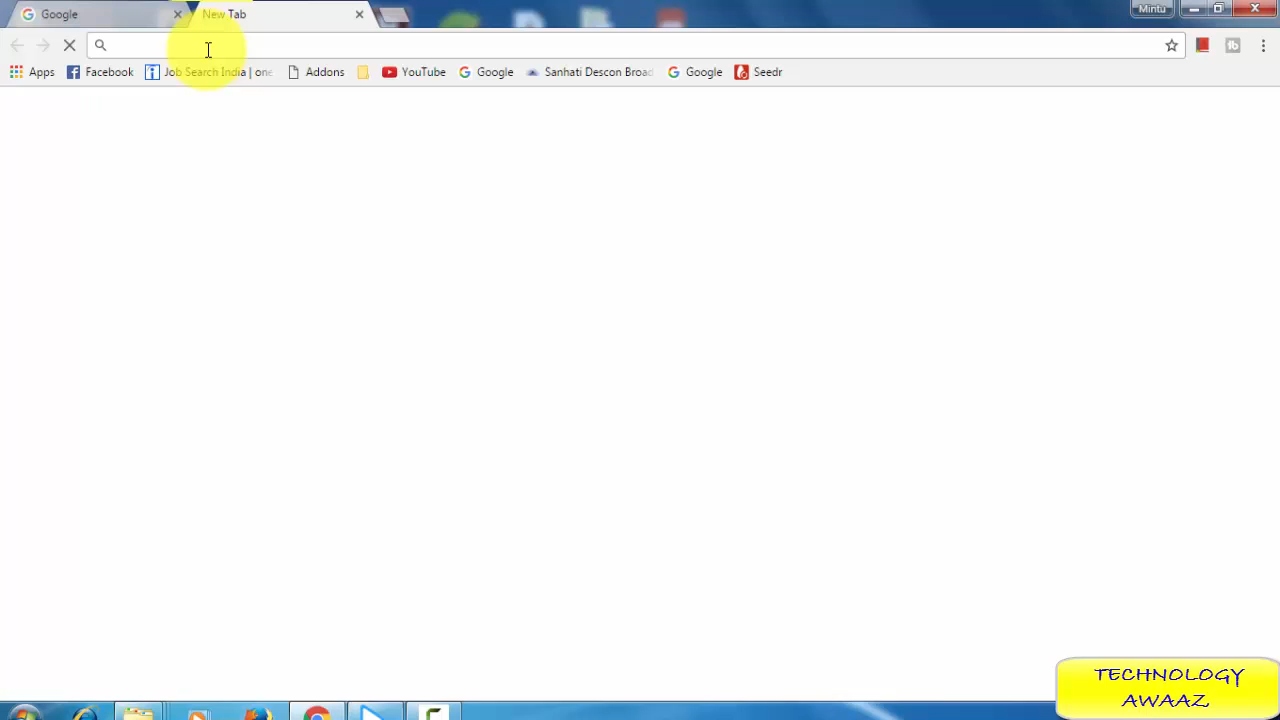 Google
New Tab
Mintu
Apps
Facebook
Job Search India | one
Addons
YouTube
Google
Sanhati Descon Broad
Google
Seedr
TECHNOLOGY
AWAAZ